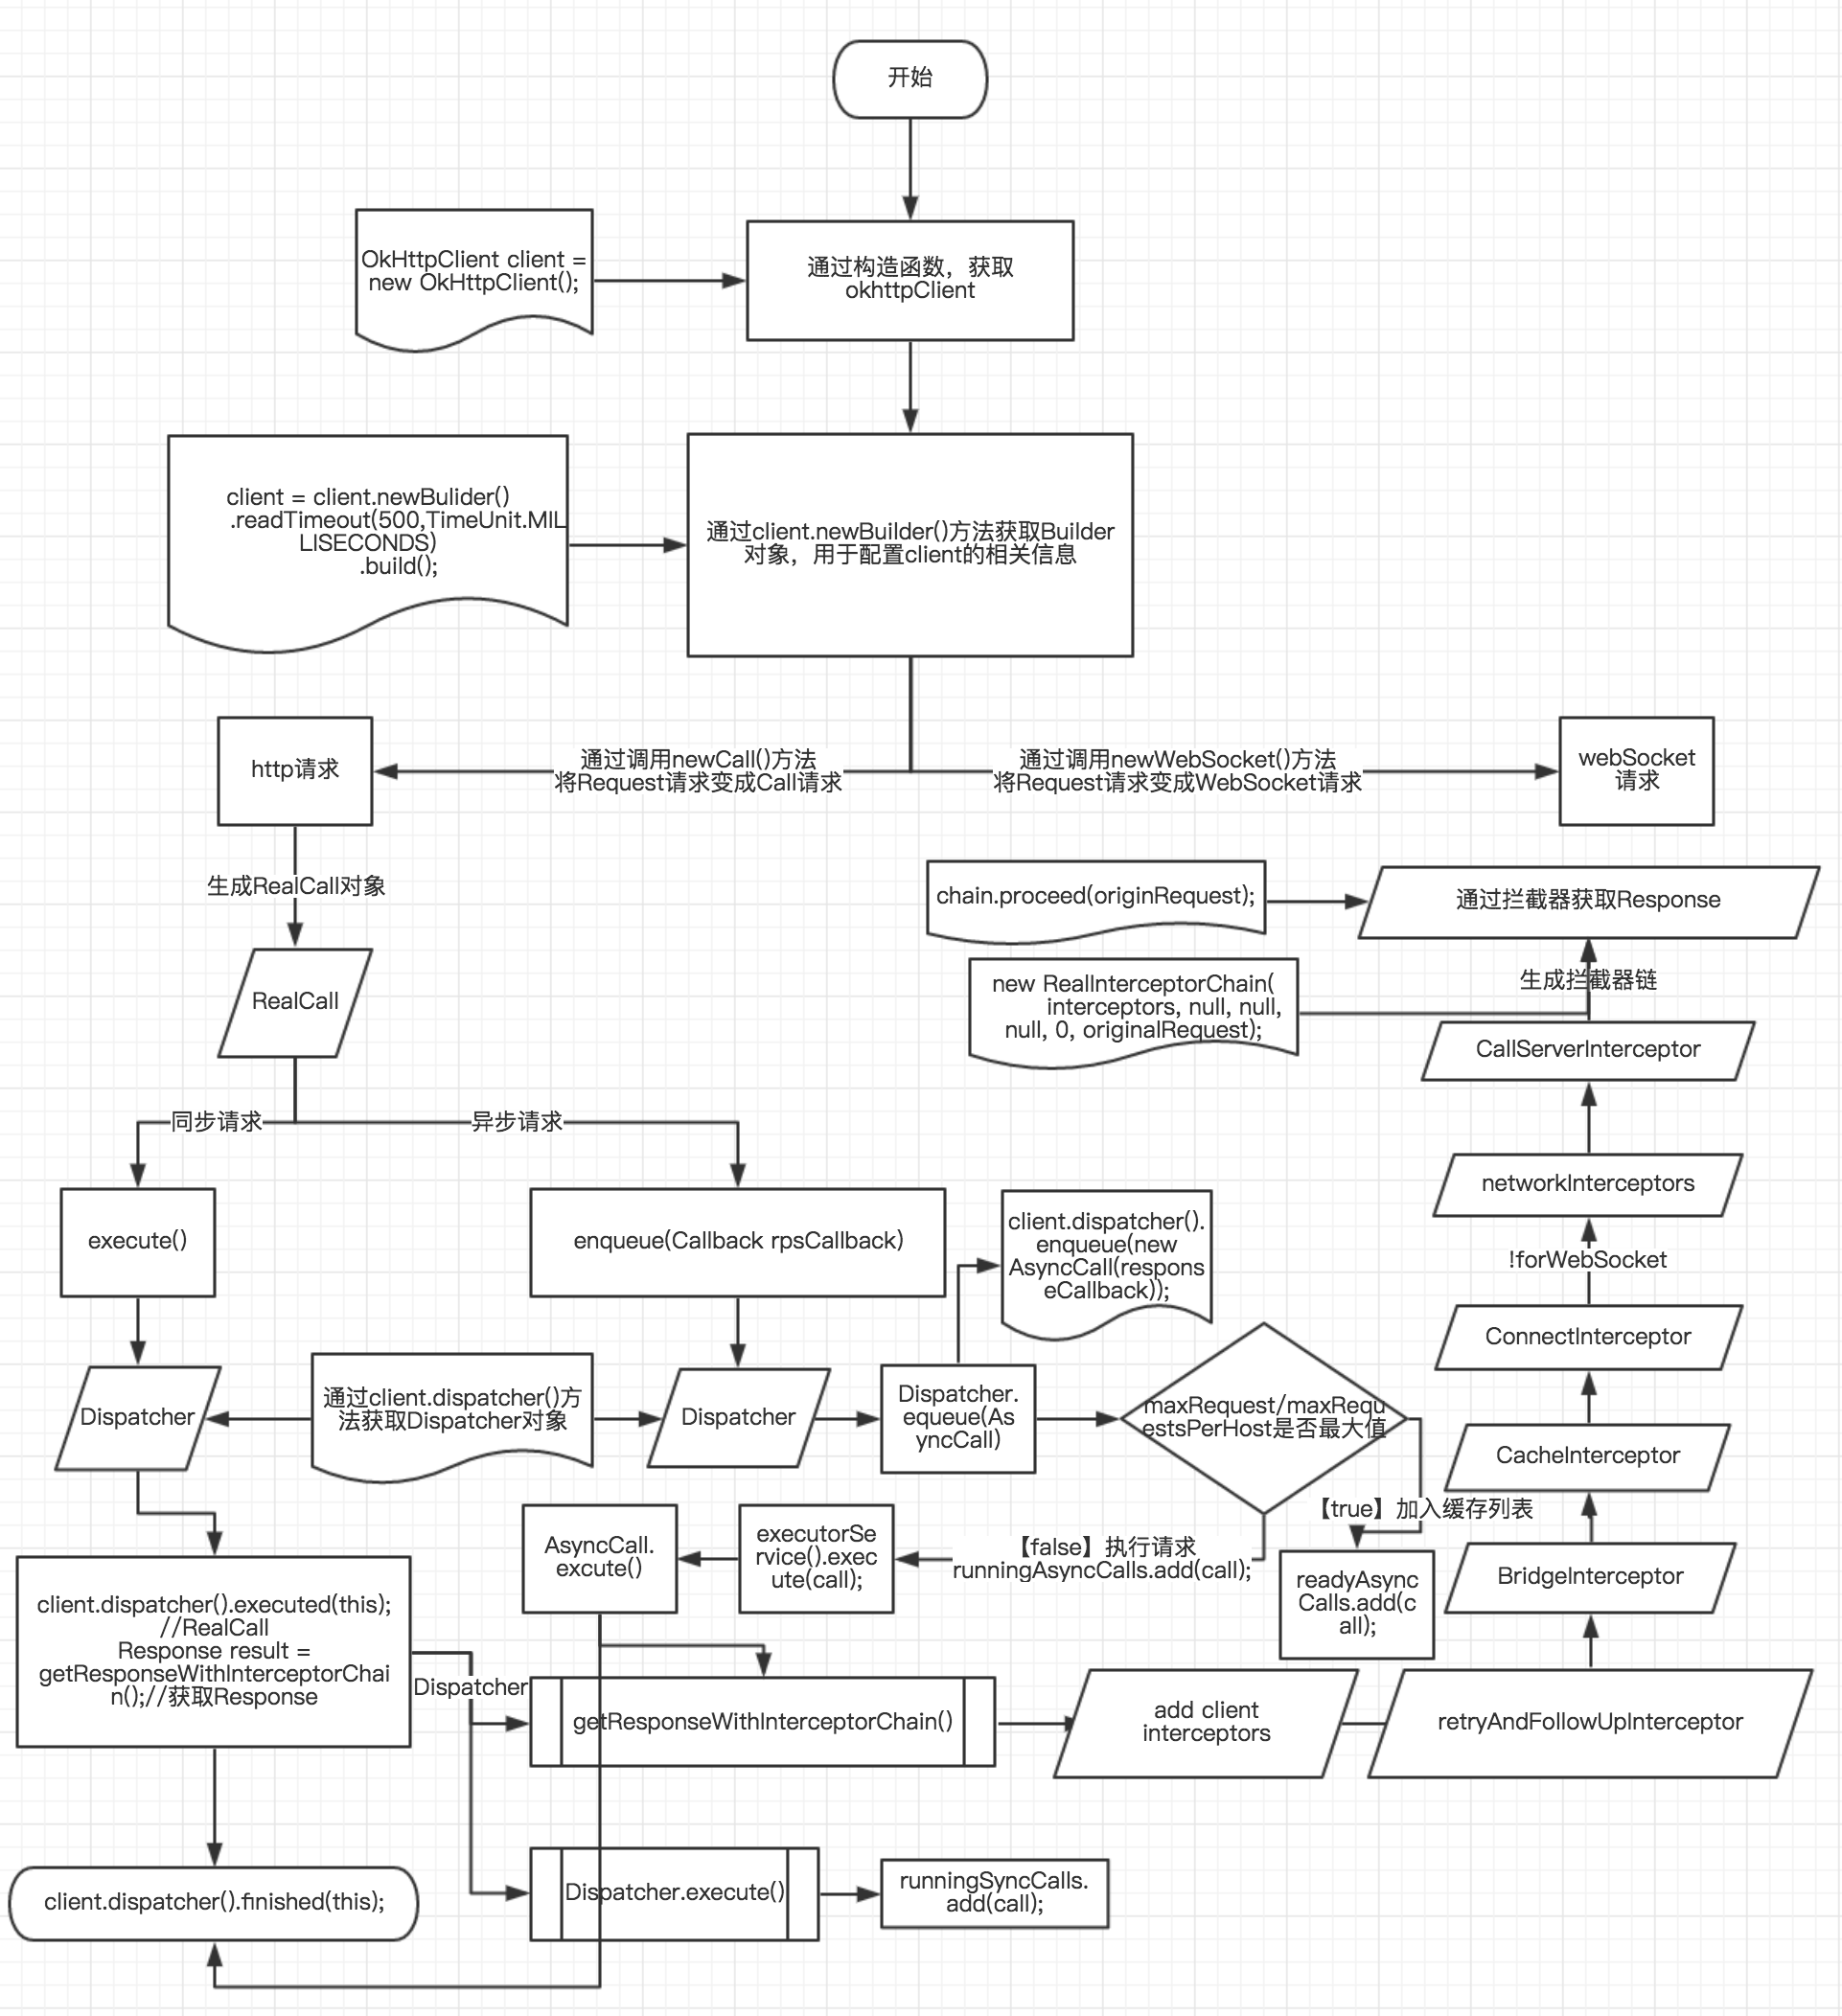 开始
OkHttpClient client =
new OkHttpClient();
通过构造函数，获取
okhttpClient
client = client.newBulider()
.readTimeout(500,TimeUnit.MIL
LISECONDS)
.build();
通过client.newBuilder()方法获取Builder
对象，用于配置client的相关信息
http请求
通过调用newCall()方法
将Request请求变成Call请求
通过调用newWebSocket()方法
将Request请求变成WebSocket请求
webSocket
请求
生成RealCall对象
chain.proceed(originRequest);
通过拦截器获取Response
RealCall
new RealInterceptorChain(
interceptors, null, null,
null, 0, originalRequest);
生成拦截器链
CallServerInterceptor
同步请求
异步请求
networkInterceptors
execute()
enqueue(Callback rpsCallback)
client.dispatcher().
enqueue(new
AsyncCall(respons
eCallback));
!forWebSocket
ConnectInterceptor
Dispatcher
通过client.dispatcher()方
法获取Dispatcher对象
Dispatcher
Dispatcher.
equeue(As
yncCall)
maxRequest/maxRequ
estsPerHost是否最大值
CacheInterceptor
【true】加入缓存列表
AsyncCall.
excute()
executorSe
rvice().exec
ute(call);
【false】执行请求
runningAsyncCalls.add(call);
readyAsync
Calls.add(c
all);
BridgeInterceptor
client.dispatcher().executed(this);
//RealCall
Response result =
getResponseWithInterceptorChai
n();//获取Response
Dispatcher
getResponseWithInterceptorChain()
add client
interceptors
retryAndFollowUpInterceptor
client.dispatcher().finished(this);
Dispatcher.execute()
runningSyncCalls.
add(call);